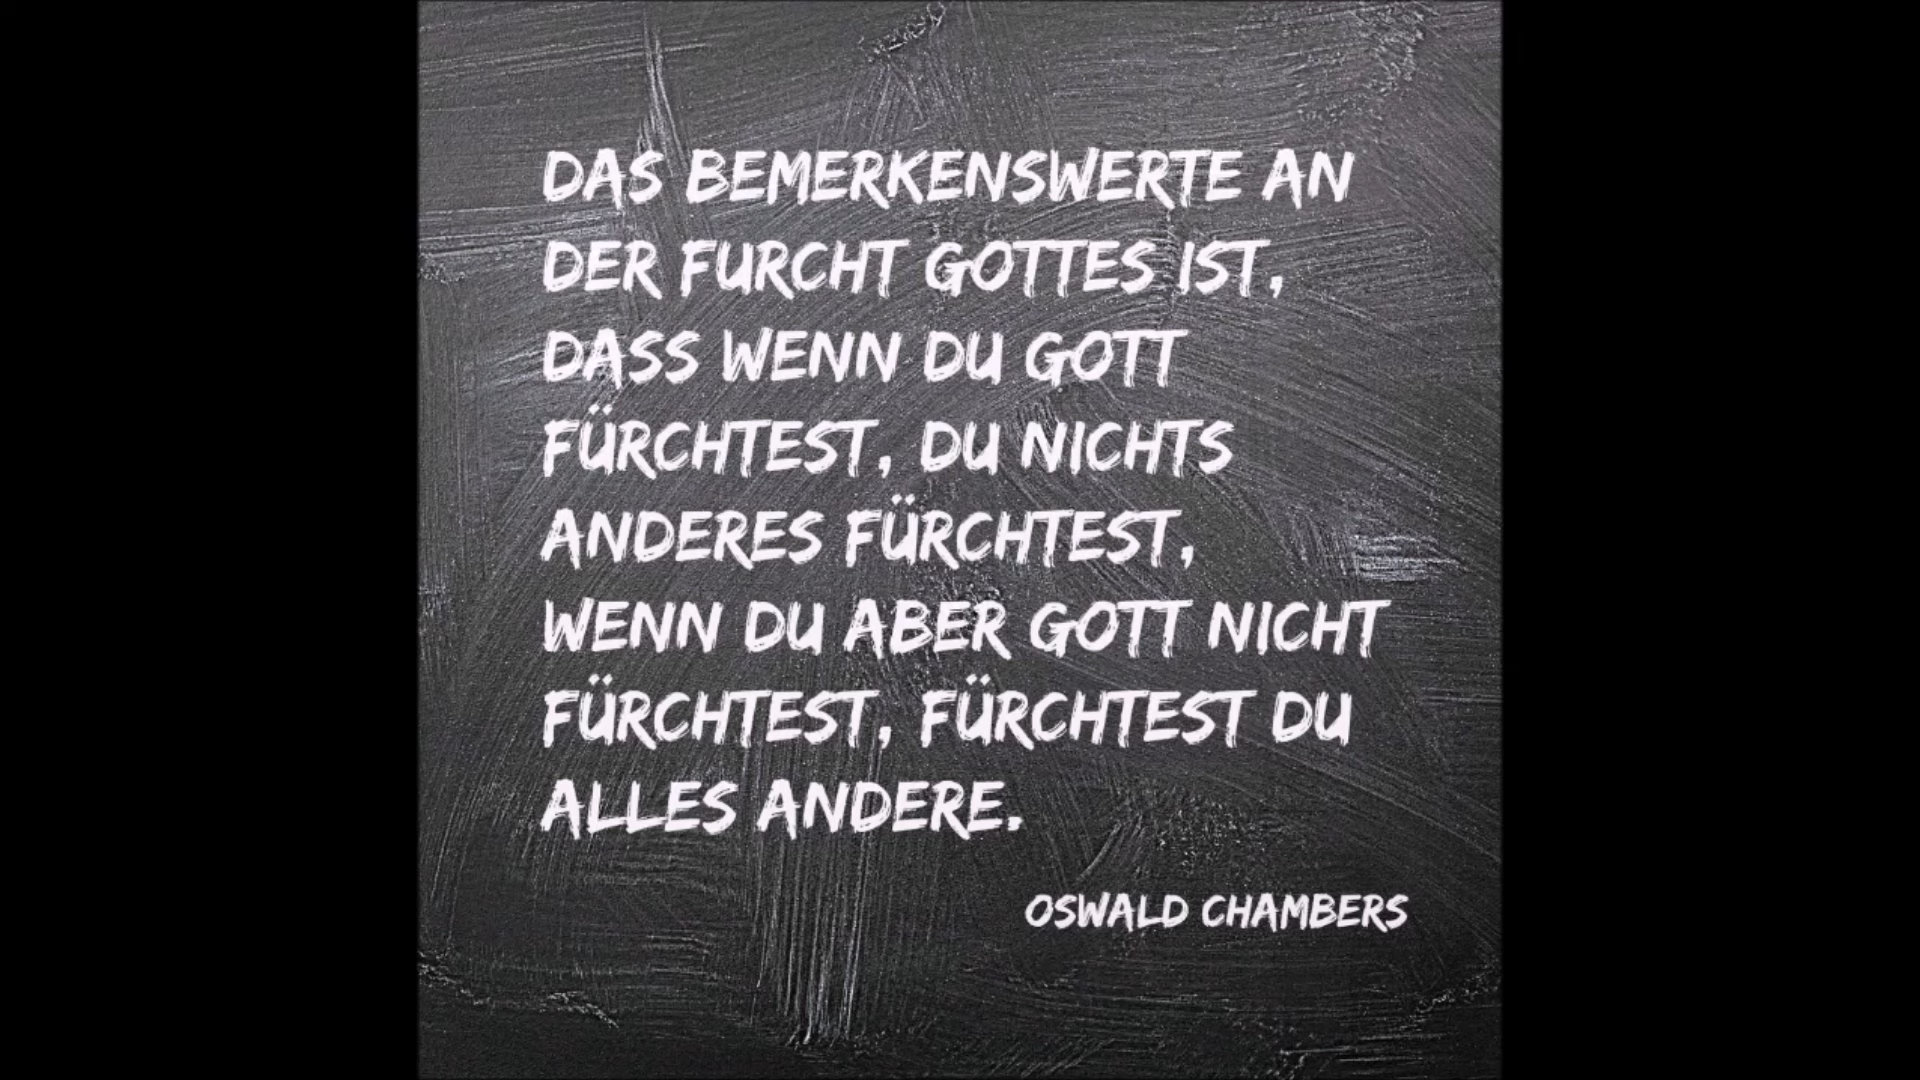 DAS BEMERKENSWERTE AN
DER FURCHT GOTTES IST,
DASS WENN DU GOTT
FÜRCHTEST, DU NICHTS
ANDERES FÜRCHTEST,
WENN DU ABER GOTT NICHT
FÜRCHTEST, FÜRCHTEST DU
ALLES ANDERE.
OSWALD CHAMBERS